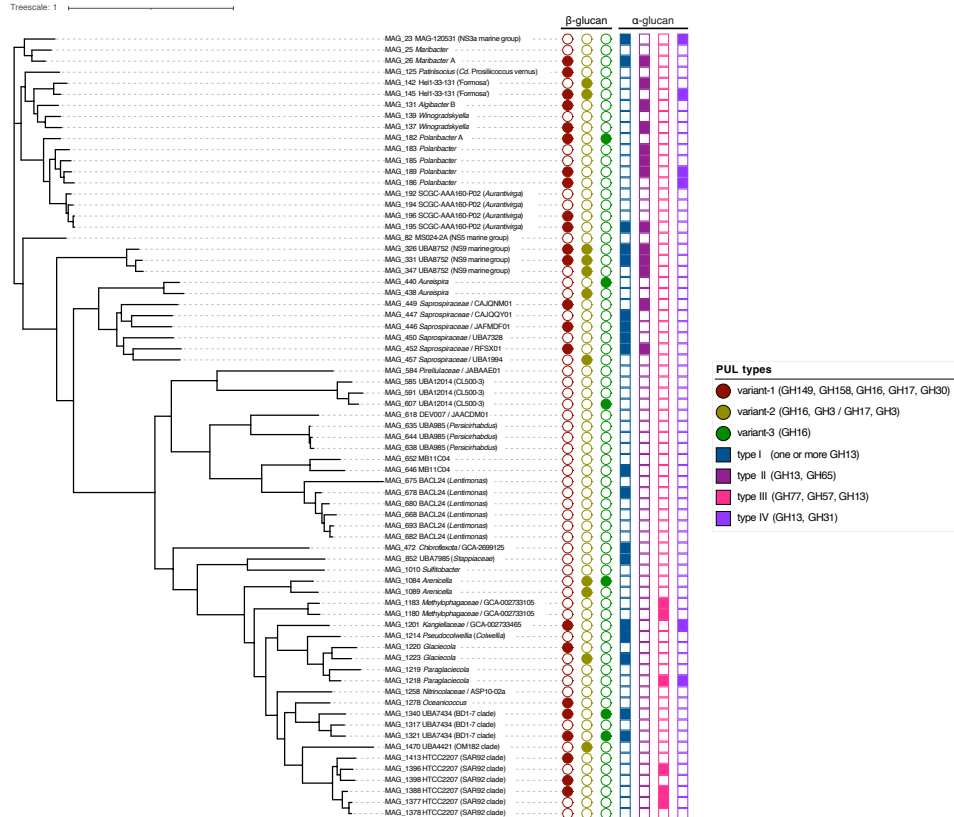 Treescale: 1
β-glucan α-glucan
MAG_23 MAG-120531 (NS3a marine group)
MAG_25 Maribacter
MAG_26 Maribacter A
MAG_125 Patiriisocius (Cd. Prosiliicoccus vernus)
MAG_142 Hel1-33-131 ('Formosa')
MAG_145 Hel1-33-131 ('Formosa')
MAG_131 Algibacter B
MAG_139 Winogradskyella
MAG_137 Winogradskyella
MAG_182 Polaribacter A
MAG_183 Polaribacter
MAG_185 Polaribacter
MAG_189 Polaribacter
MAG_186 Polaribacter
MAG_192 SCGC-AAA160-P02 (Aurantivirga)
MAG_194 SCGC-AAA160-P02 (Aurantivirga)
MAG_196 SCGC-AAA160-P02 (Aurantivirga)
MAG_195 SCGC-AAA160-P02 (Aurantivirga)
MAG_82 MS024-2A (NS5 marine group)
MAG_326 UBA8752 (NS9 marine group)
MAG_331 UBA8752 (NS9 marine group)
MAG_347 UBA8752 (NS9 marine group)
MAG_440 Aureispira
MAG_438 Aureispira
MAG_449 Saprospiraceae / CAJQNM01
MAG_447 Saprospiraceae / CAJQQY01
MAG_446 Saprospiraceae / JAFMDF01
MAG_450 Saprospiraceae / UBA7328
MAG_452 Saprospiraceae / RFSX01
MAG_457 Saprospiraceae / UBA1994
MAG_584 Pirellulaceae / JABAAE01
MAG_585 UBA12014 (CL500-3)
MAG_591 UBA12014 (CL500-3)
MAG_607 UBA12014 (CL500-3)
MAG_618 DEV007 / JAACDM01
MAG_635 UBA985 (Persicirhabdus)
MAG_644 UBA985 (Persicirhabdus)
MAG_638 UBA985 (Persicirhabdus)
MAG_652 MB11C04
MAG_646 MB11C04
MAG_675 BACL24 (Lentimonas)
MAG_678 BACL24 (Lentimonas)
MAG_680 BACL24 (Lentimonas)
MAG_668 BACL24 (Lentimonas)
MAG_693 BACL24 (Lentimonas)
MAG_682 BACL24 (Lentimonas)
MAG_472 Chloroflexota / GCA-2699125
MAG_852 UBA7985 (Stappiaceae)
MAG_1010 Sulfitobacter
MAG_1084 Arenicella
MAG_1089 Arenicella
MAG_1183 Methylophagaceae / GCA-002733105
MAG_1180 Methylophagaceae / GCA-002733105
MAG_1201 Kangiellaceae / GCA-002733465
MAG_1214 Pseudocolwellia (Colwellia)
MAG_1220 Glaciecola
MAG_1223 Glaciecola
MAG_1219 Paraglaciecola
MAG_1218 Paraglaciecola
MAG_1258 Nitrincolaceae / ASP10-02a
MAG_1278 Oceanicoccus
MAG_1340 UBA7434 (BD1-7 clade)
MAG_1317 UBA7434 (BD1-7 clade)
MAG_1321 UBA7434 (BD1-7 clade)
MAG_1470 UBA4421 (OM182 clade)
MAG_1413 HTCC2207 (SAR92 clade)
MAG_1396 HTCC2207 (SAR92 clade)
MAG_1398 HTCC2207 (SAR92 clade)
MAG_1388 HTCC2207 (SAR92 clade)
MAG_1377 HTCC2207 (SAR92 clade)
MAG_1378 HTCC2207 (SAR92 clade)
PUL types
variant-1 (GH149, GH158, GH16, GH17, GH30)
variant-2 (GH16, GH3 / GH17, GH3)
variant-3 (GH16)
type I (one or more GH13)
type II (GH13, GH65)
type III (GH77, GH57, GH13)
type IV (GH13, GH31)